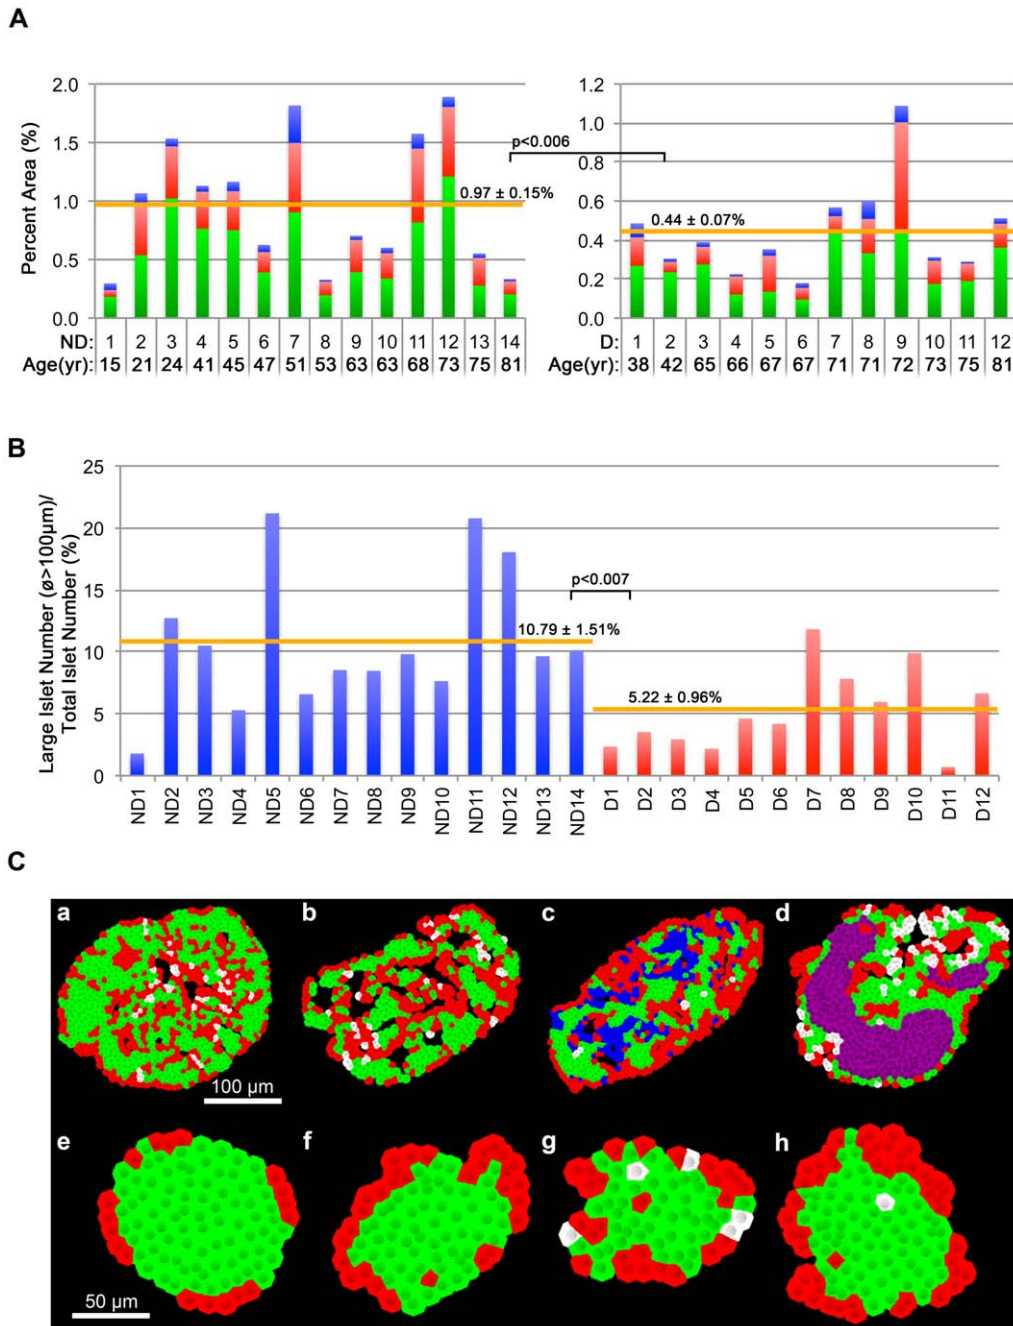 A
Percent Area (%)
2.0
1.5
1.0
0.5
0.0
0.97 ± 0.15%
ND: 1 2 3 4 5 6 7 8 9 10 11 12 13 14
Age(yr): 15 21 24 41 45 47 51 53 63 63 68 73 75 81
p<0.006
1.2
1.0
0.8
0.6
0.4
0.2
0.0
0.44 ± 0.07%
D: 1 2 3 4 5 6 7 8 9 10 11 12
Age(yr): 38 42 65 66 67 67 71 71 72 73 75 81
B
Large Islet Number (ø>100µm)/
Total Islet Number (%)
25
20
15
10
5
0
p<0.007
10.79 ± 1.51%
5.22 ± 0.96%
ND1 ND2 ND3 ND4 ND5 ND6 ND7 ND8 ND9 ND10 ND11 ND12 ND13 ND14 D1 D2 D3 D4 D5 D6 D7 D8 D9 D10 D11 D12
C
a b c d
100 µm
e f g h
50 µm